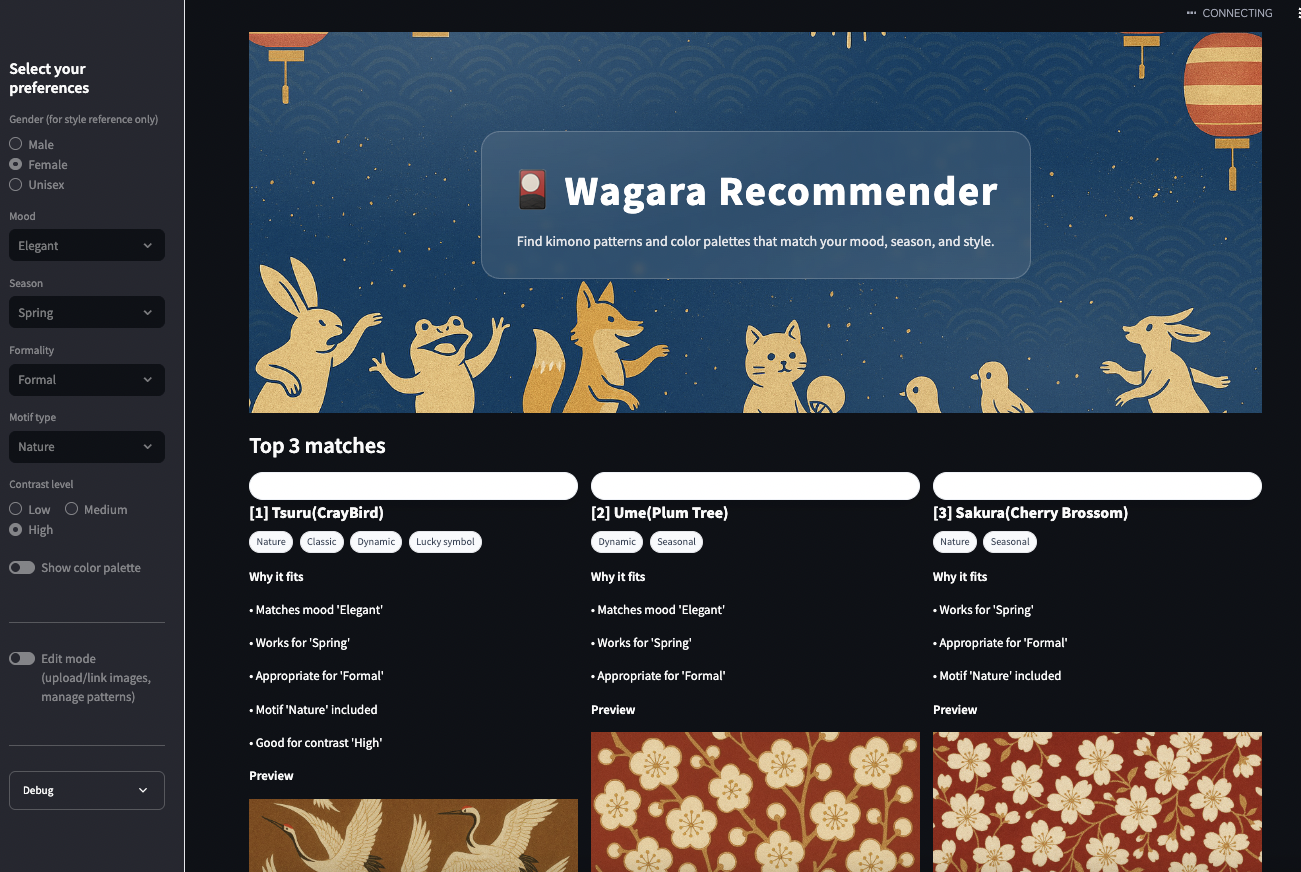 CONNECTING
Select your
preferences
Gender (for style reference only)
Male
Female
Unisex
Mood
Elegant
Season
Spring
Formality
Formal
Motif type
Nature
Contrast level
Low
Medium
High
Show color palette
Edit mode
(upload/link images,
manage patterns)
Debug
Wagara Recommender
Find kimono patterns and color palettes that match your mood, season, and style.
Top 3 matches
[1] Tsuru(CrayBird)
Nature
Classic
Dynamic
Lucky symbol
Why it fits
• Matches mood 'Elegant'
• Works for 'Spring'
• Appropriate for 'Formal'
• Motif 'Nature' included
• Good for contrast 'High'
Preview
[2] Ume(Plum Tree)
Dynamic
Seasonal
Why it fits
• Matches mood 'Elegant'
• Works for 'Spring'
• Appropriate for 'Formal'
Preview
[3] Sakura(Cherry Brossom)
Nature
Seasonal
Why it fits
• Works for 'Spring'
• Appropriate for 'Formal'
• Motif 'Nature' included
Preview